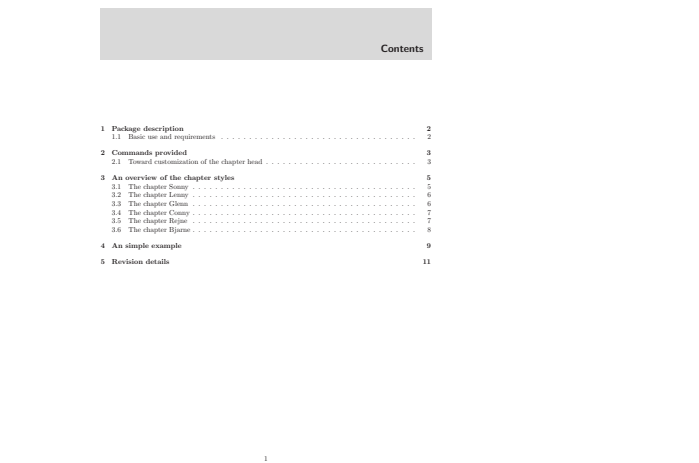 Contents
1 Package description 2
1.1 Basic use and requirements . . . . . . . . . . . . . . . . . . . . . . . . . . . . . . . . . . . 2
2 Commands provided 3
2.1 Toward customization of the chapter head . . . . . . . . . . . . . . . . . . . . . . . . . . . 3
3 An overview of the chapter styles 5
3.1 The chapter Sonny . . . . . . . . . . . . . . . . . . . . . . . . . . . . . . . . . . . . . . . . 5
3.2 The chapter Lenny . . . . . . . . . . . . . . . . . . . . . . . . . . . . . . . . . . . . . . . . 6
3.3 The chapter Glenn . . . . . . . . . . . . . . . . . . . . . . . . . . . . . . . . . . . . . . . . 6
3.4 The chapter Conny . . . . . . . . . . . . . . . . . . . . . . . . . . . . . . . . . . . . . . . . 7
3.5 The chapter Rejne . . . . . . . . . . . . . . . . . . . . . . . . . . . . . . . . . . . . . . . . 7
3.6 The chapter Bjarne . . . . . . . . . . . . . . . . . . . . . . . . . . . . . . . . . . . . . . . . 8
4 An simple example 9
5 Revision details 11
1